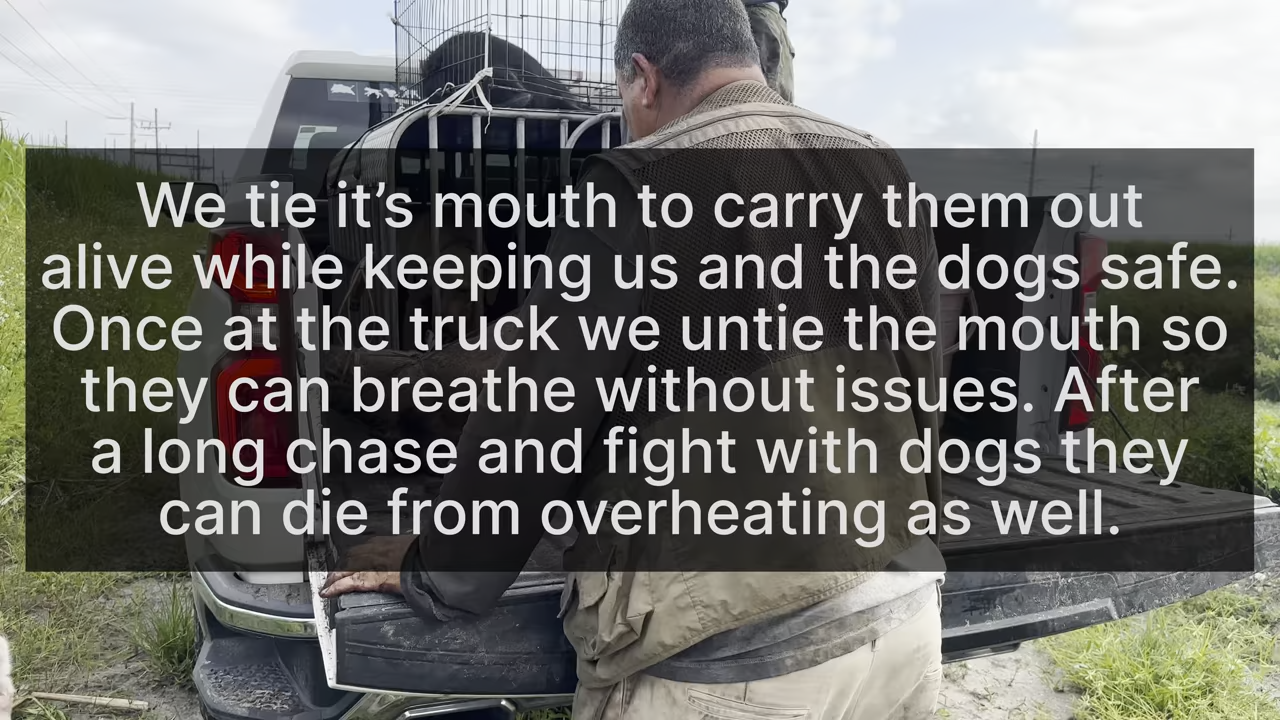 We tie it’s mouth to carry them out
alive while keeping us and the dogs safe.
Once at the truck we untie the mouth so
they can breathe without issues. After
a long chase and fight with dogs they
can die from overheating as well.